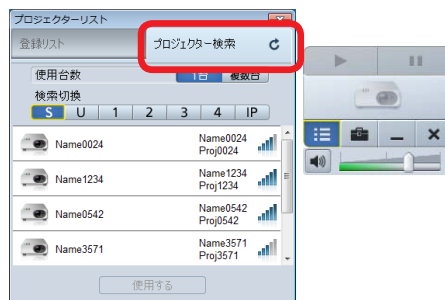 プロジェクターリスト
登録リスト
プロジェクター検索
使用台数
1台 複数台
検索切換
S U 1 2 3 4 IP
Name0024 Name0024
Proj0024
Name1234 Name1234
Proj1234
Name0542 Name0542
Proj0542
Name3571 Name3571
Proj3571
使用する